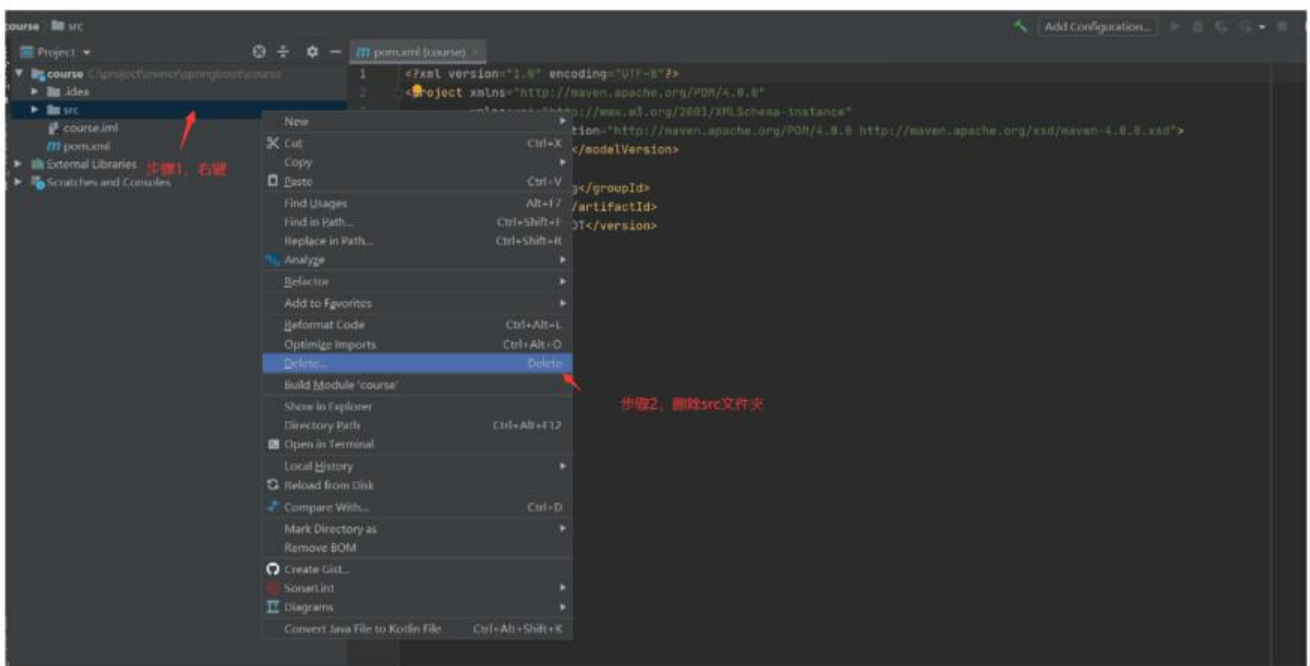 course src
Add Configuration...
Project
pom.xml (course)
course C:\project\owner\springboot\course
.idea
src
course.iml
pom.xml
External Libraries
Scratches and Consoles
步骤1、右键
1 <?xml version="1.0" encoding="UTF-8"?>
2 <project xmlns="http://maven.apache.org/POM/4.0.0"
://www.w3.org/2001/XMLSchema-instance"
tion="http://maven.apache.org/POM/4.0.0 http://maven.apache.org/xsd/maven-4.0.0.xsd">
</modelVersion>
g</groupId>
</artifactId>
OT</version>
New
Cut Ctrl+X
Copy
Paste Ctrl+V
Find Usages Alt+F7
Find in Path... Ctrl+Shift+F
Replace in Path... Ctrl+Shift+R
Analyze
Refactor
Add to Favorites
Reformat Code Ctrl+Alt+L
Optimize Imports Ctrl+Alt+O
Delete... Delete
Build Module 'course'
Show in Explorer
Directory Path Ctrl+Alt+F12
Open in Terminal
Local History
Reload from Disk
Compare With... Ctrl+D
Mark Directory as
Remove BOM
Create Gist...
SonarLint
Diagrams
Convert Java File to Kotlin File Ctrl+Alt+Shift+K
步骤2，删除src文件夹